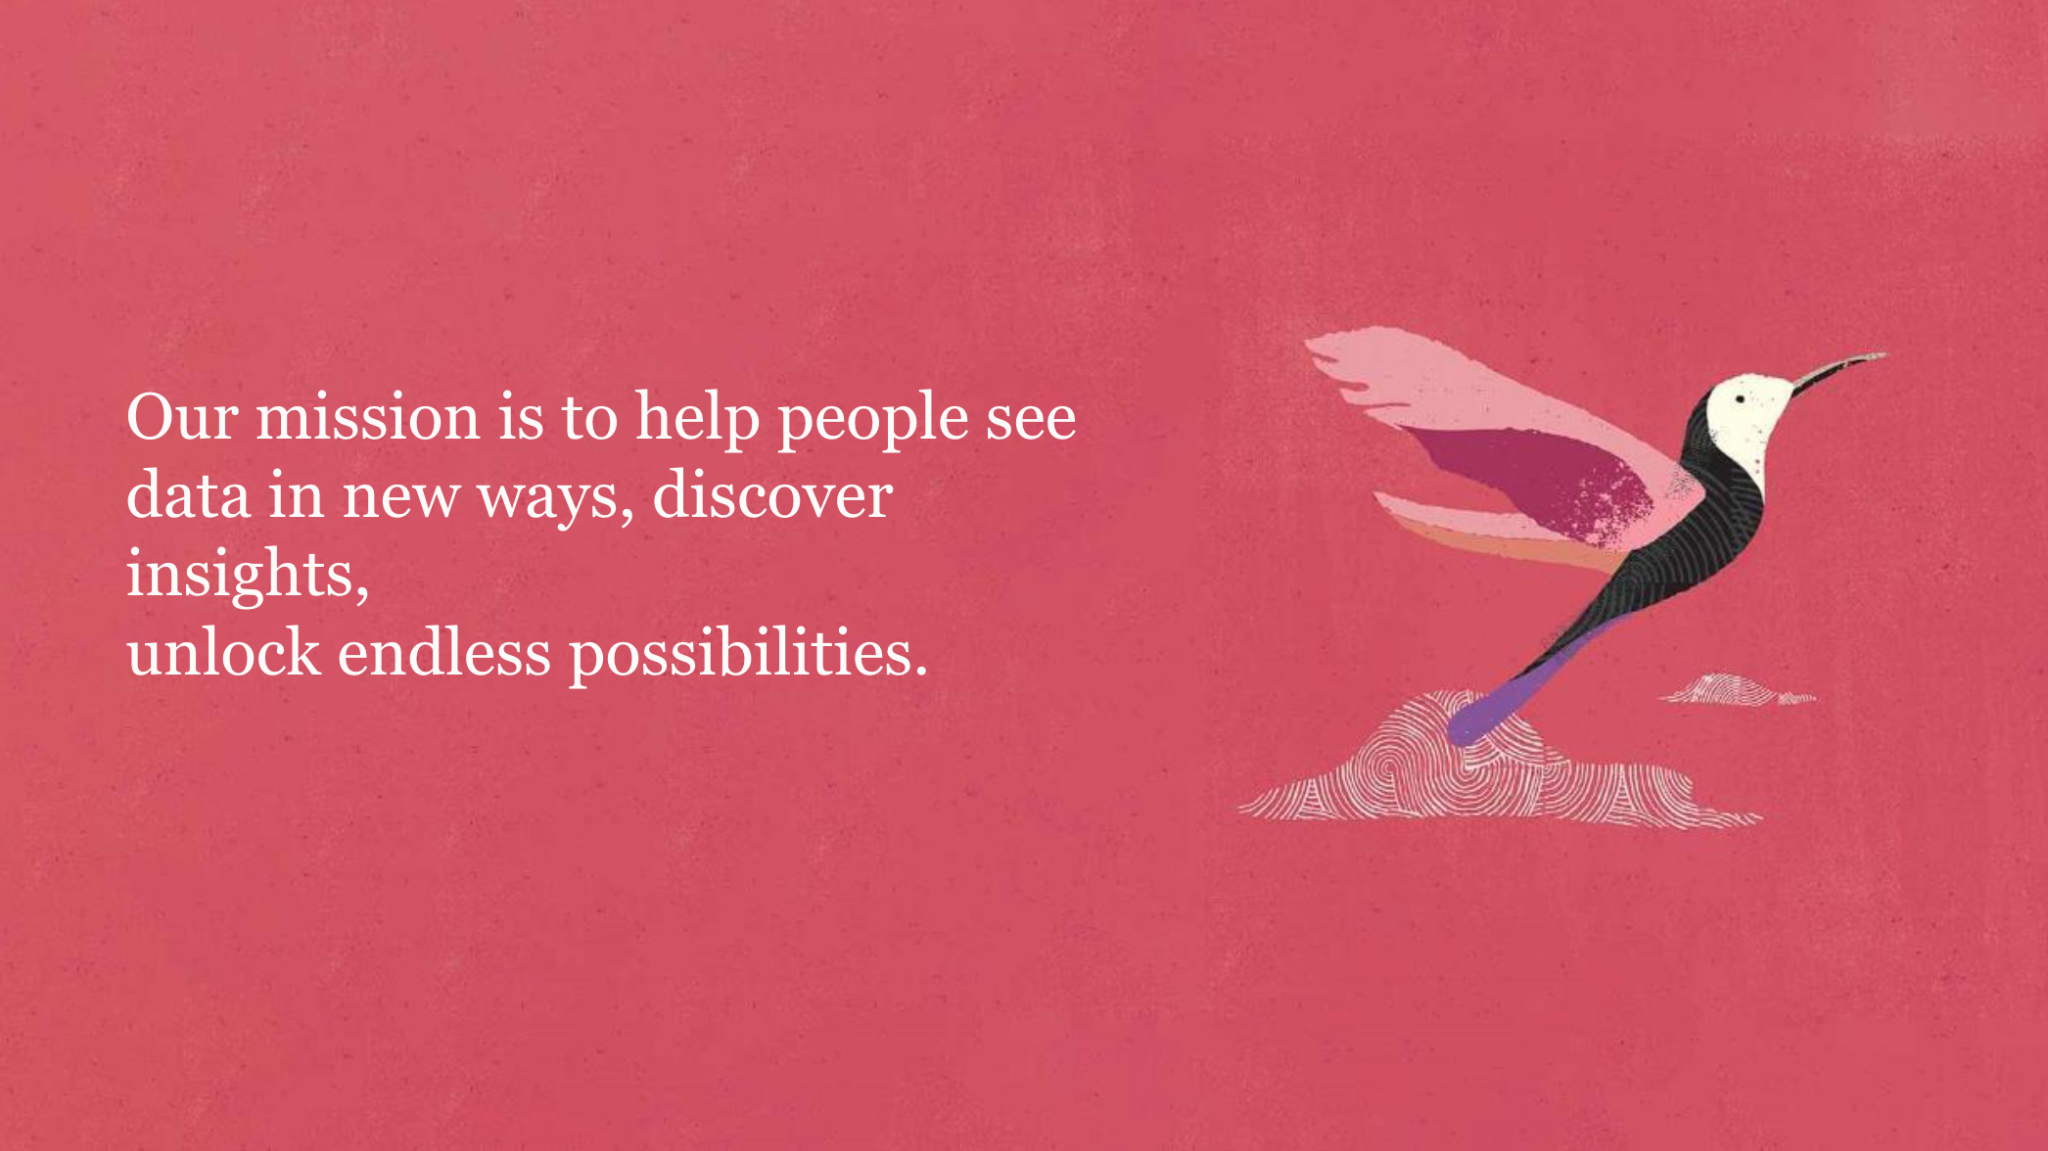 Our mission is to help people see
data in new ways, discover
insights,
unlock endless possibilities.